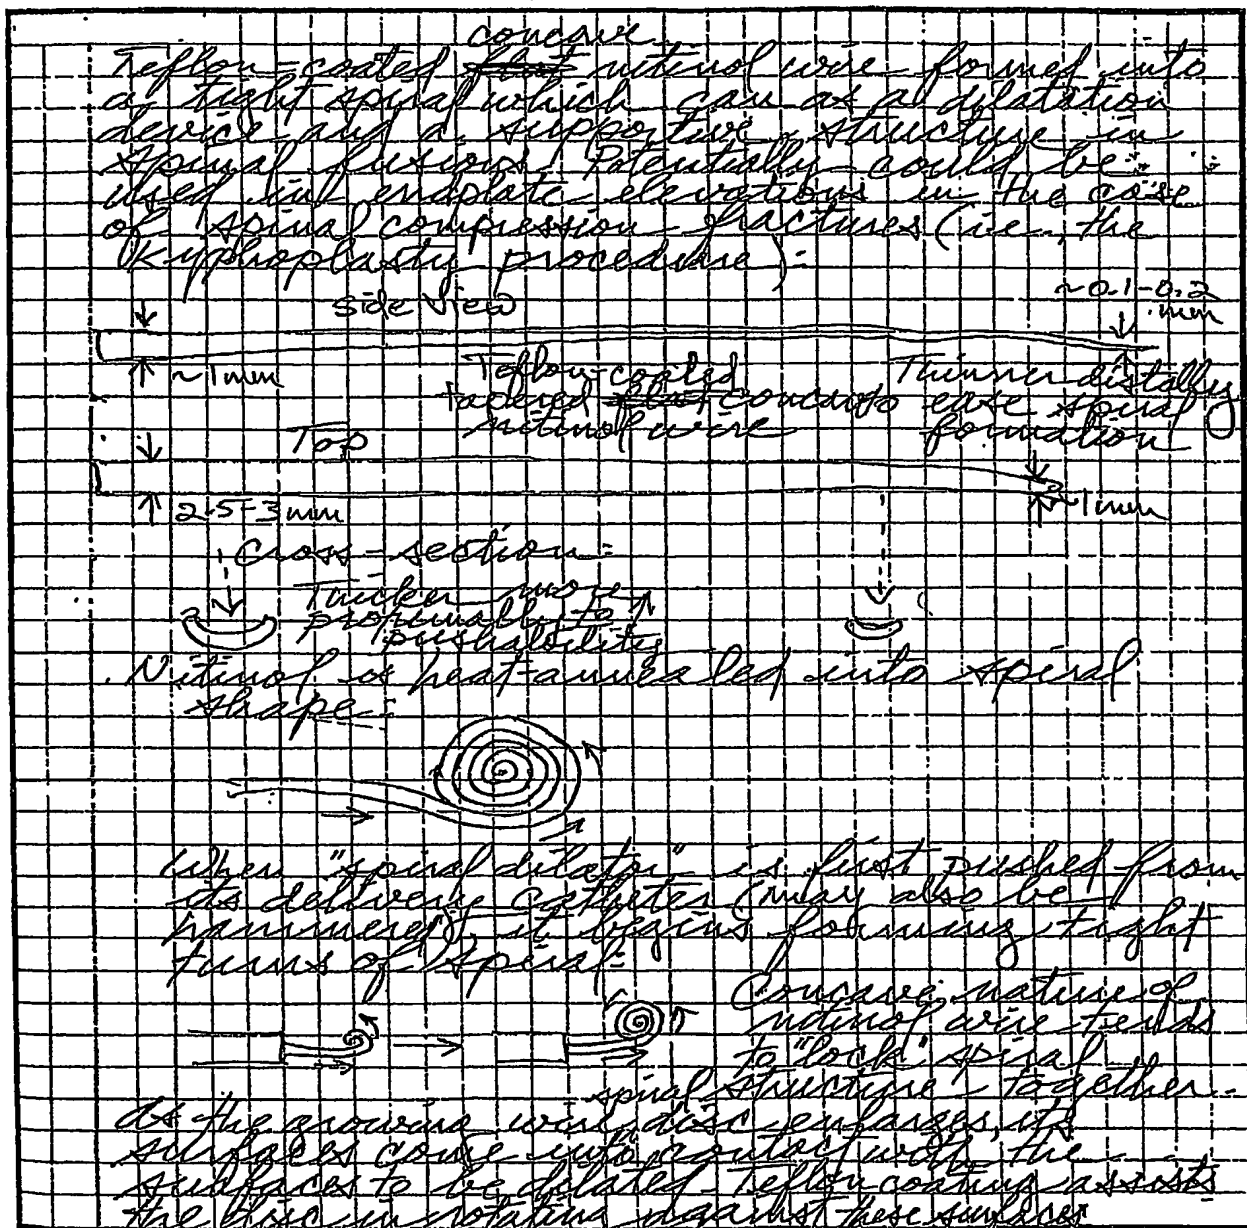 concave
Teflon-coated flat nitinol wire formed into
a tight spiral which can as a dilatation
device and a supportive structure in
spinal fusions. Potentially could be
used in endplate elevations in the case
of spinal compression fractures (i.e., the
Kyphoplasty procedure):
side view
~0.1-0.2
mm
~1mm
Teflon-coated
tapered flat concave
nitinol wire
Thinner distally
to ease spiral
formation
Top
2.5-3mm
~1mm
Cross-section:
Thicker more
proximally to ↑
pushability
Nitinol is heat-annealed into spiral
shape:
When "spiral dilator" is first pushed from
its delivery catheter (may also be
hammered), it begins forming tight
turns of spiral:
Concave nature of
nitinol wire tends
to "lock" spiral
structure together.
spiral
As the growing wire disc enlarges, its
surfaces come into contact with the
surfaces to be dilated. Teflon coating assists
the disc in rotating against these surfaces